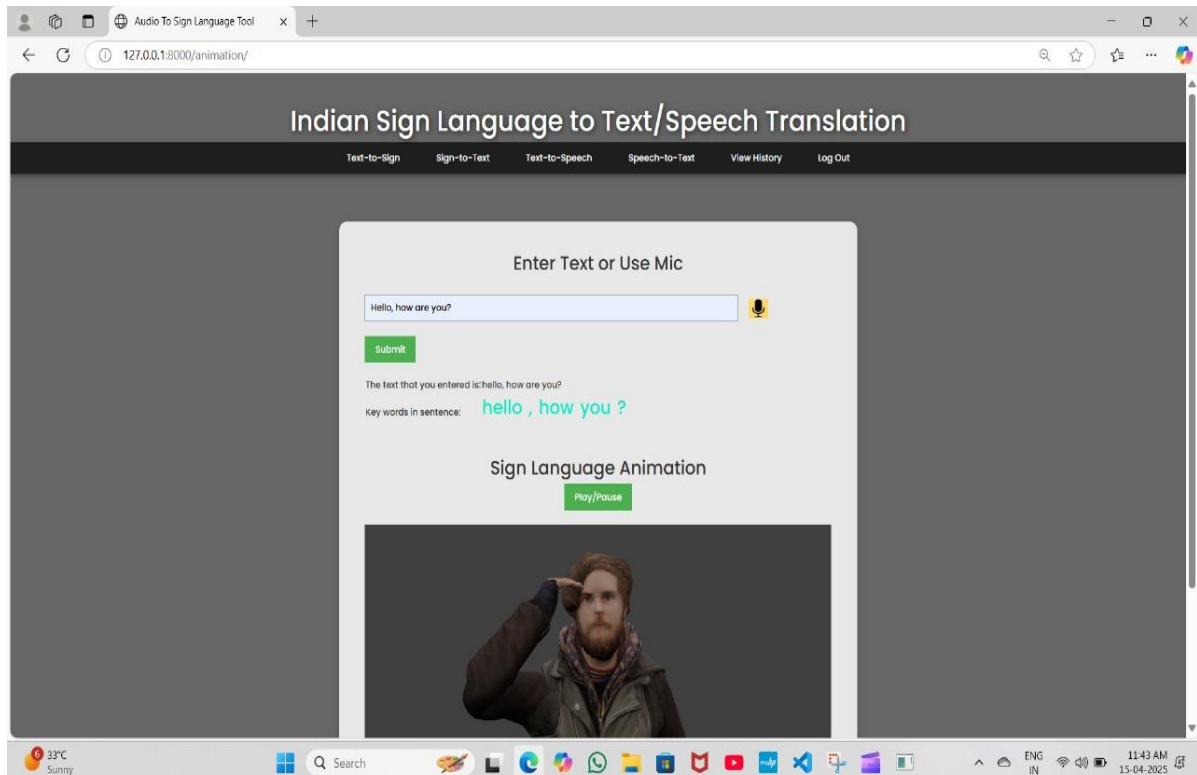 Audio To Sign Language Tool
127.0.0.1:8000/animation/
Indian Sign Language to Text/Speech Translation
Text-to-Sign Sign-to-Text Text-to-Speech Speech-to-Text View History Log Out
Enter Text or Use Mic
Hello, how are you?
Submit
The text that you entered is:hello, how are you?
Key words in sentence: hello , how you ?
Sign Language Animation
Play/Pause
6 33°C
Sunny
Search
ENG
IN
11:43 AM
15-04-2025